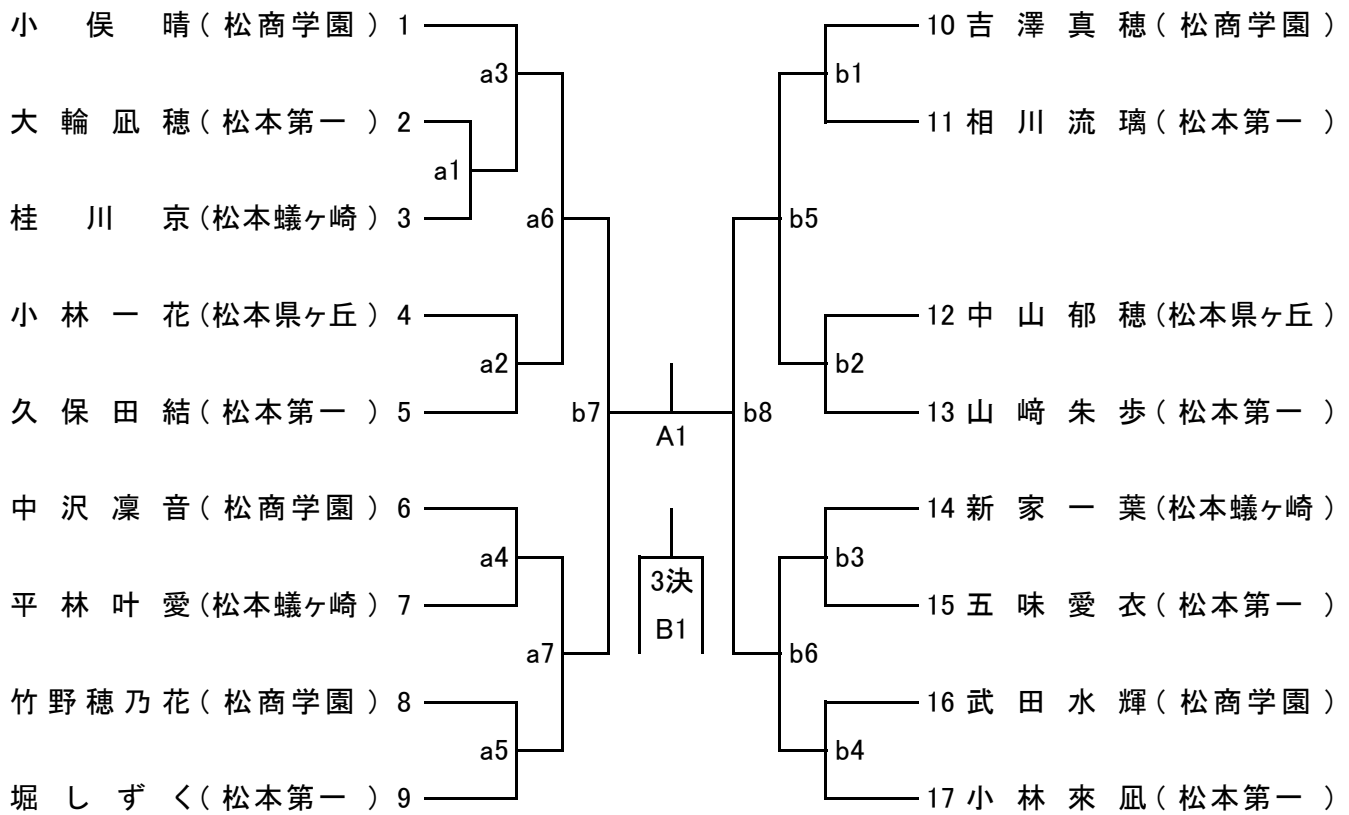 小俣晴(松商学園)1
a3
大輪凪穂(松本第一)2
a1
桂川京(松本蟻ヶ崎)3
a6
小林一花(松本県ヶ丘)4
a2
久保田結(松本第一)5
b7
中沢凜音(松商学園)6
a4
平林叶愛(松本蟻ヶ崎)7
a7
竹野穂乃花(松商学園)8
a5
堀しずく(松本第一)9
A1
3決
B1
10 吉澤真穂(松商学園)
b1
11 相川流璃(松本第一)
b5
12 中山郁穂(松本県ヶ丘)
b2
13 山﨑朱歩(松本第一)
b8
14 新家一葉(松本蟻ヶ崎)
b3
15 五味愛衣(松本第一)
b6
16 武田水輝(松商学園)
b4
17 小林來凪(松本第一)